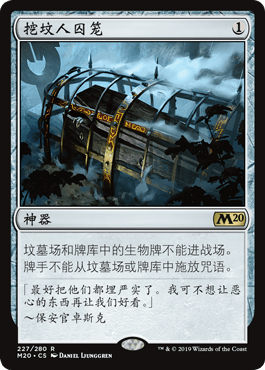 挖坟人囚笼 1
神器 M20
坟墓场和牌库中的生物牌不能进战场。
牌手不能从坟墓场或牌库中施放咒语。
「最好把他们都埋严实了。我可不想让恶
心的东西再让我们好看。」
～保安官卓斯克
227/280 R
M20 • CS DANIEL LJUNGGREN ™ & © 2019 Wizards of the Coast